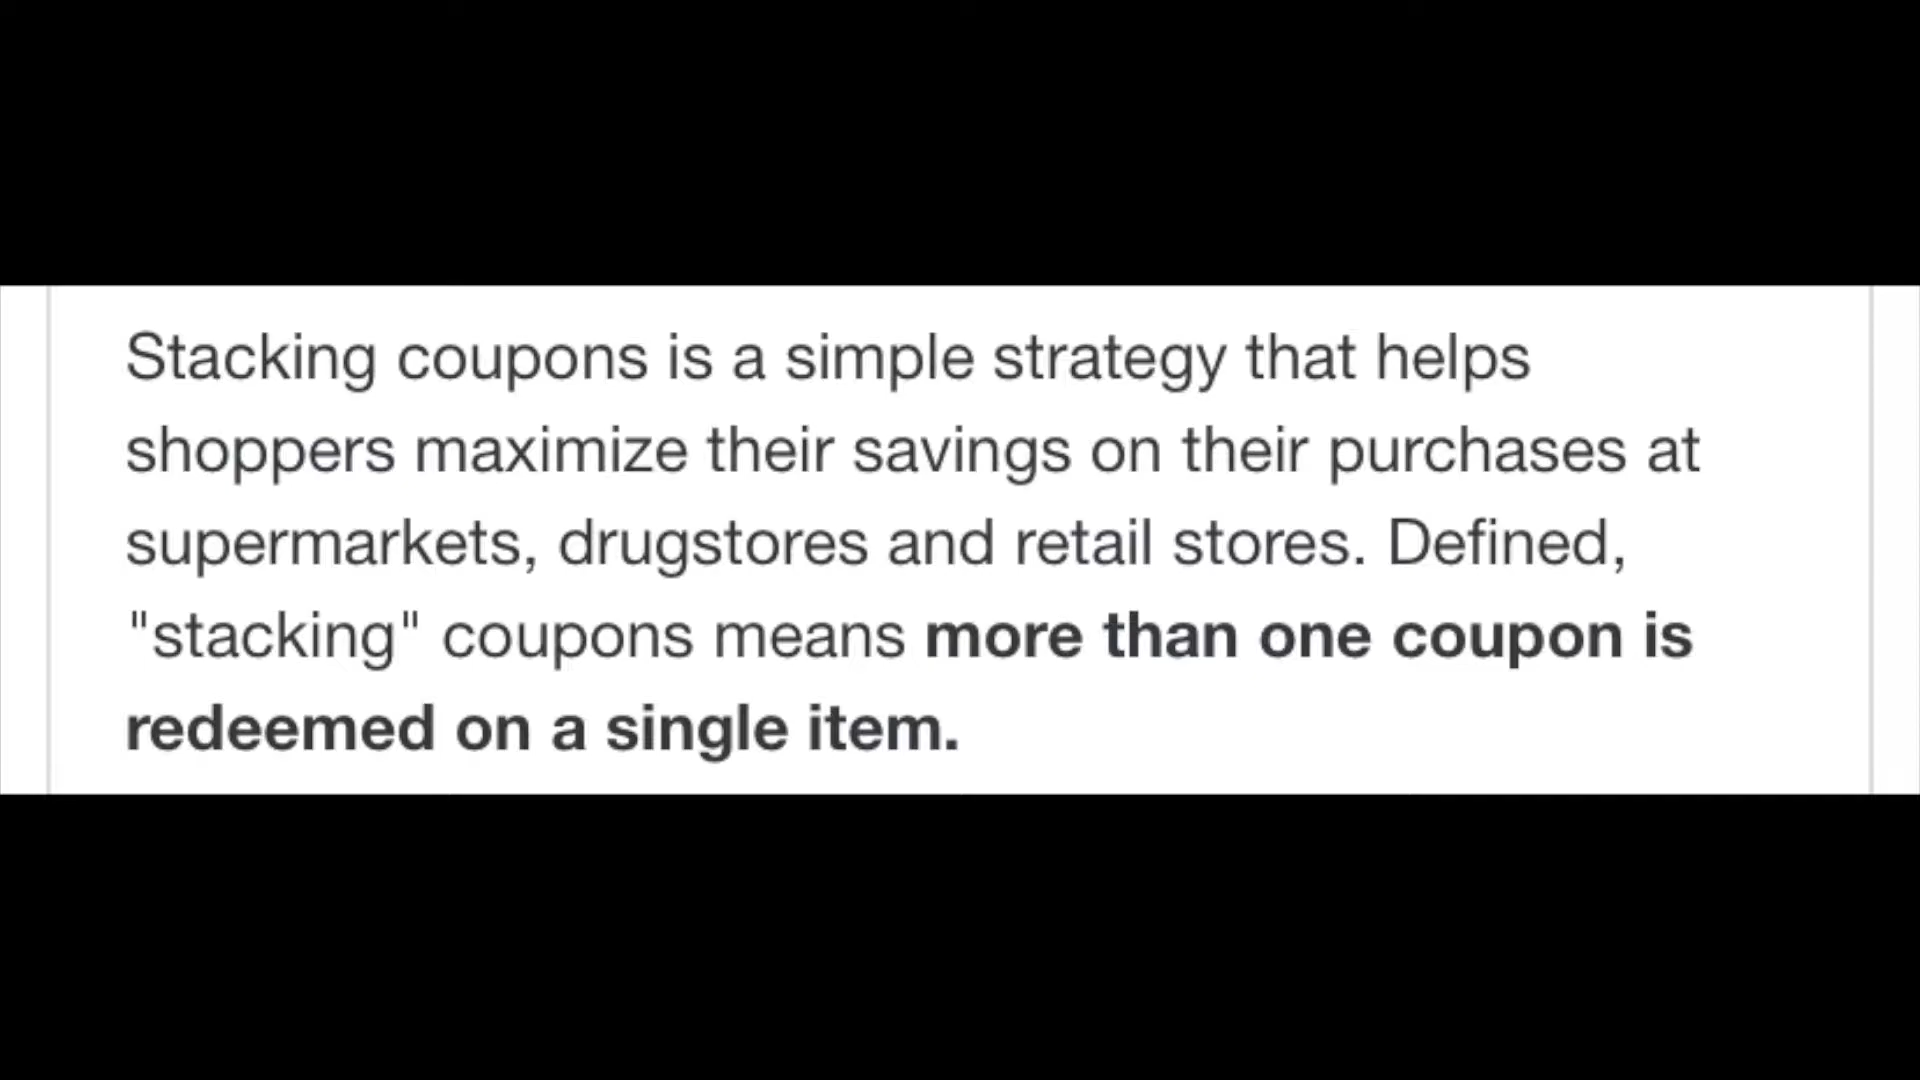 Stacking coupons is a simple strategy that helps
shoppers maximize their savings on their purchases at
supermarkets, drugstores and retail stores. Defined,
"stacking" coupons means more than one coupon is
redeemed on a single item.